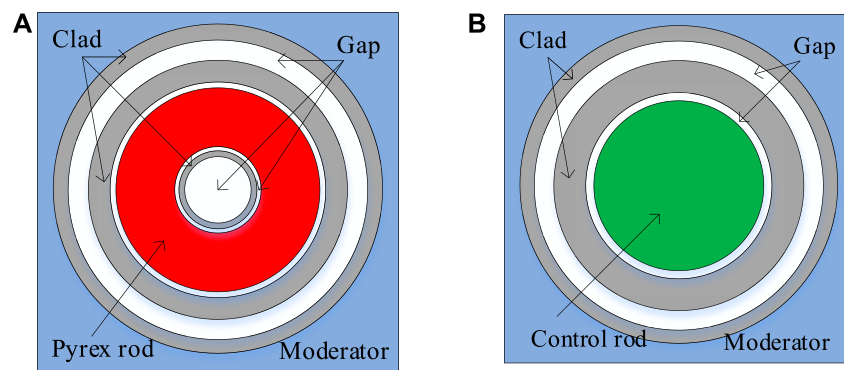 A
Clad
Gap
Pyrex rod
Moderator
B
Clad
Gap
Control rod
Moderator